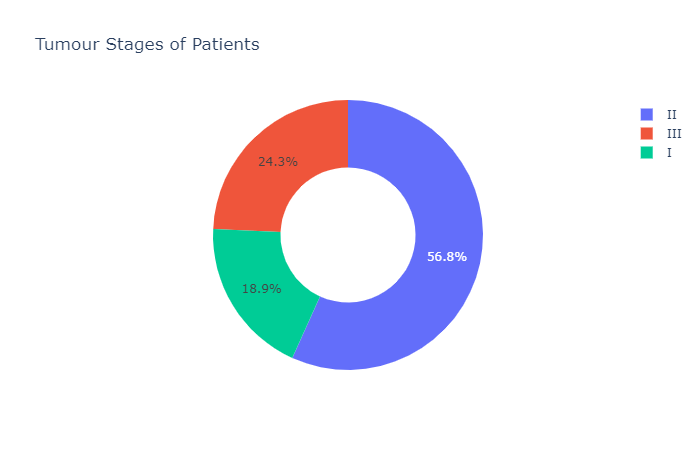 Tumour Stages of Patients
II
III
I
24.3%
56.8%
18.9%